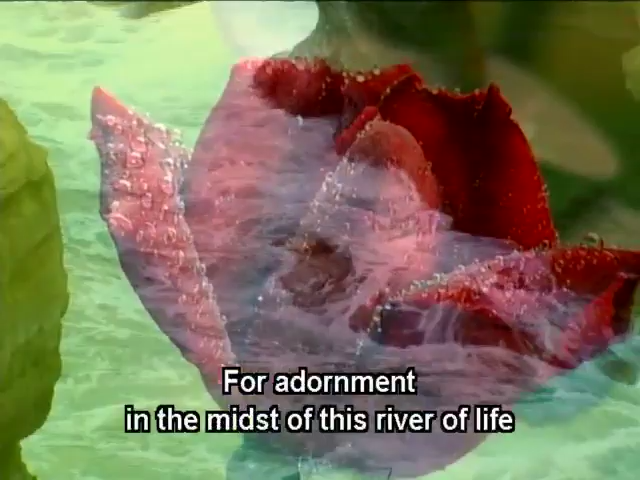 For adornment
in the midst of this river of life